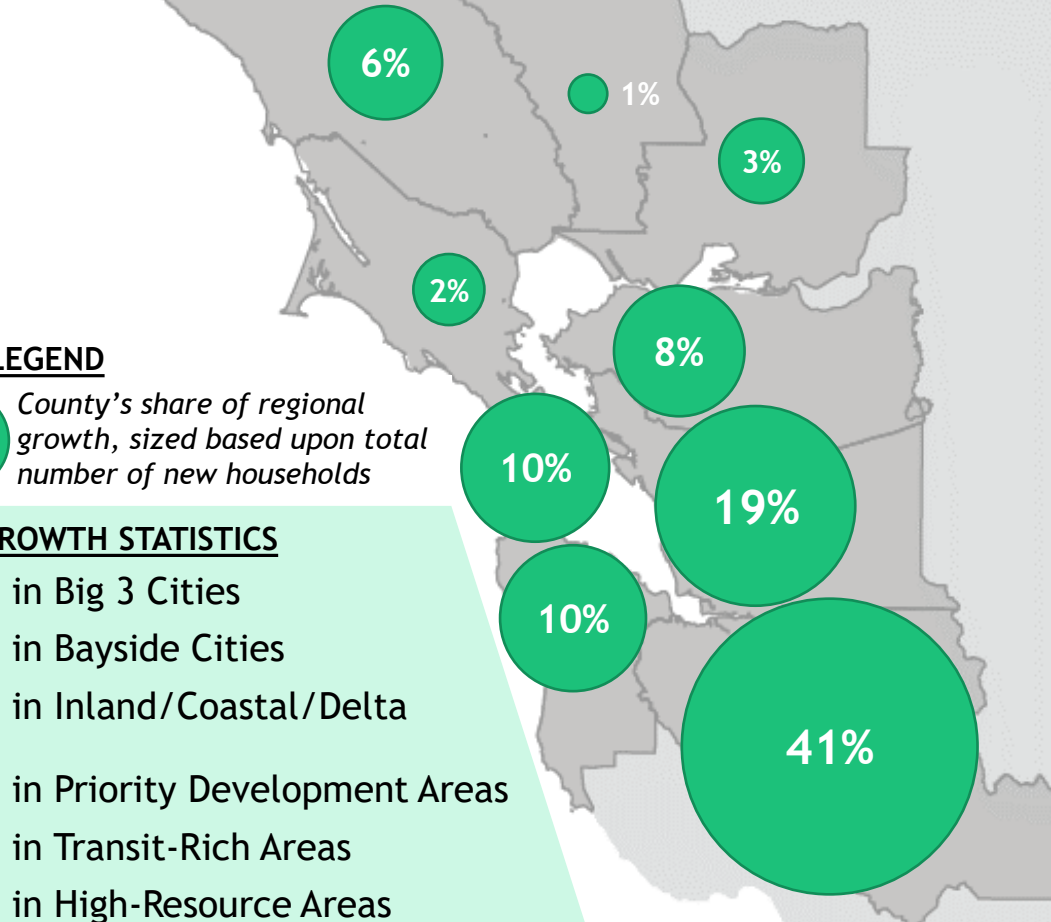 6%
1%
3%
2%
8%
LEGEND
County's share of regional
growth, sized based upon total
number of new households
10%
19%
ROWTH STATISTICS
in Big 3 Cities
10%
in Bayside Cities
in Inland/Coastal/Delta
41%
in Priority Development Areas
in Transit-Rich Areas
in High-Resource Areas